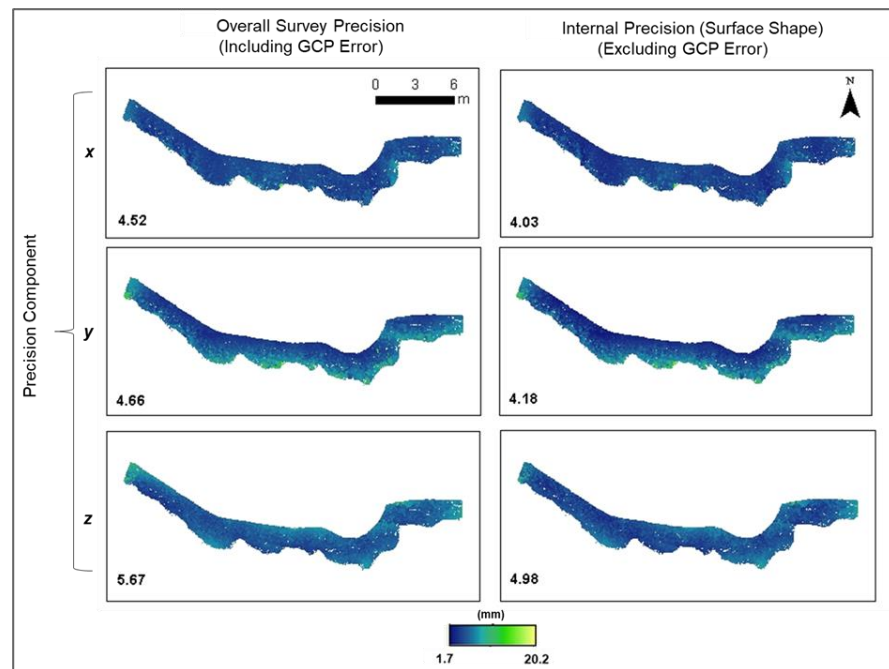 Overall Survey Precision
(Including GCP Error)
Internal Precision (Surface Shape)
(Excluding GCP Error)
Precision Component
x
0 3 6
m
4.52
N
4.03
y
4.66
4.18
z
5.67
4.98
(mm)
1.7 20.2